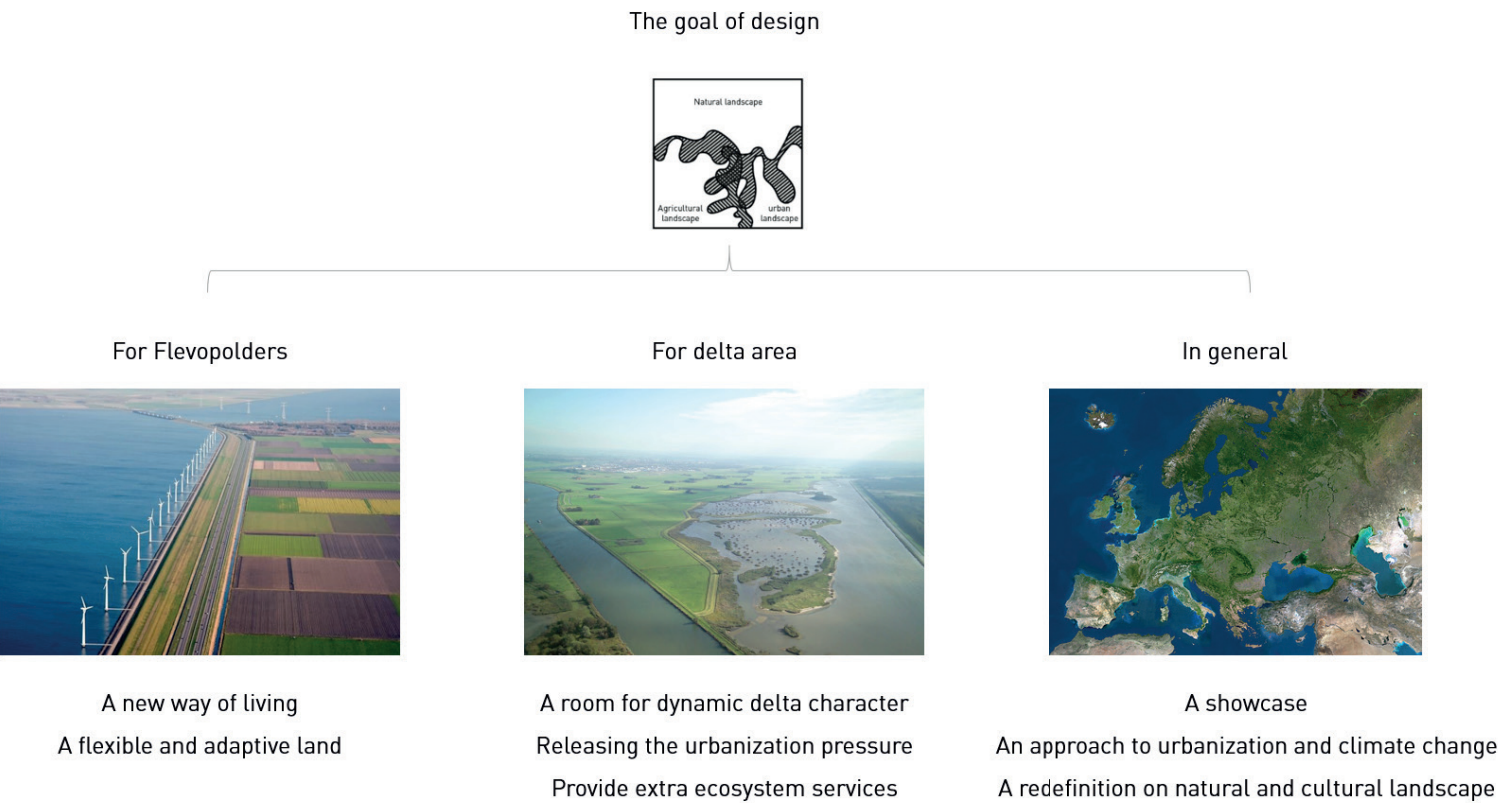 The goal of design
Natural landscape
Agricultural
landscape
urban
landscape
For Flevopolders
For delta area
In general
A new way of living
A flexible and adaptive land
A room for dynamic delta character
Releasing the urbanization pressure
Provide extra ecosystem services
A showcase
An approach to urbanization and climate change
A redefinition on natural and cultural landscape